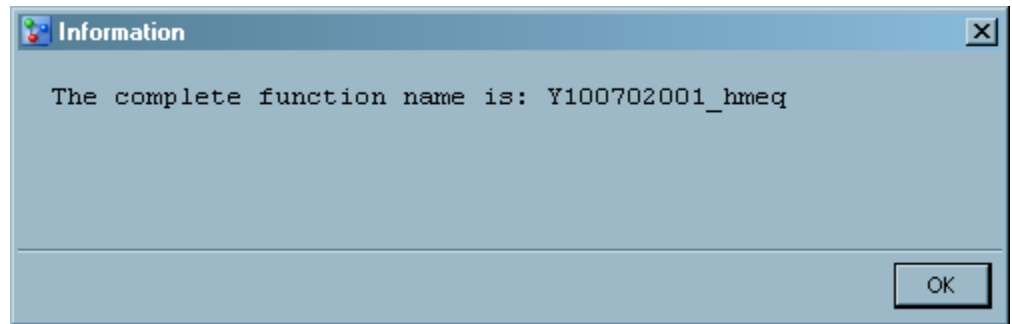 Information
The complete function name is: Y100702001_hmeq
OK